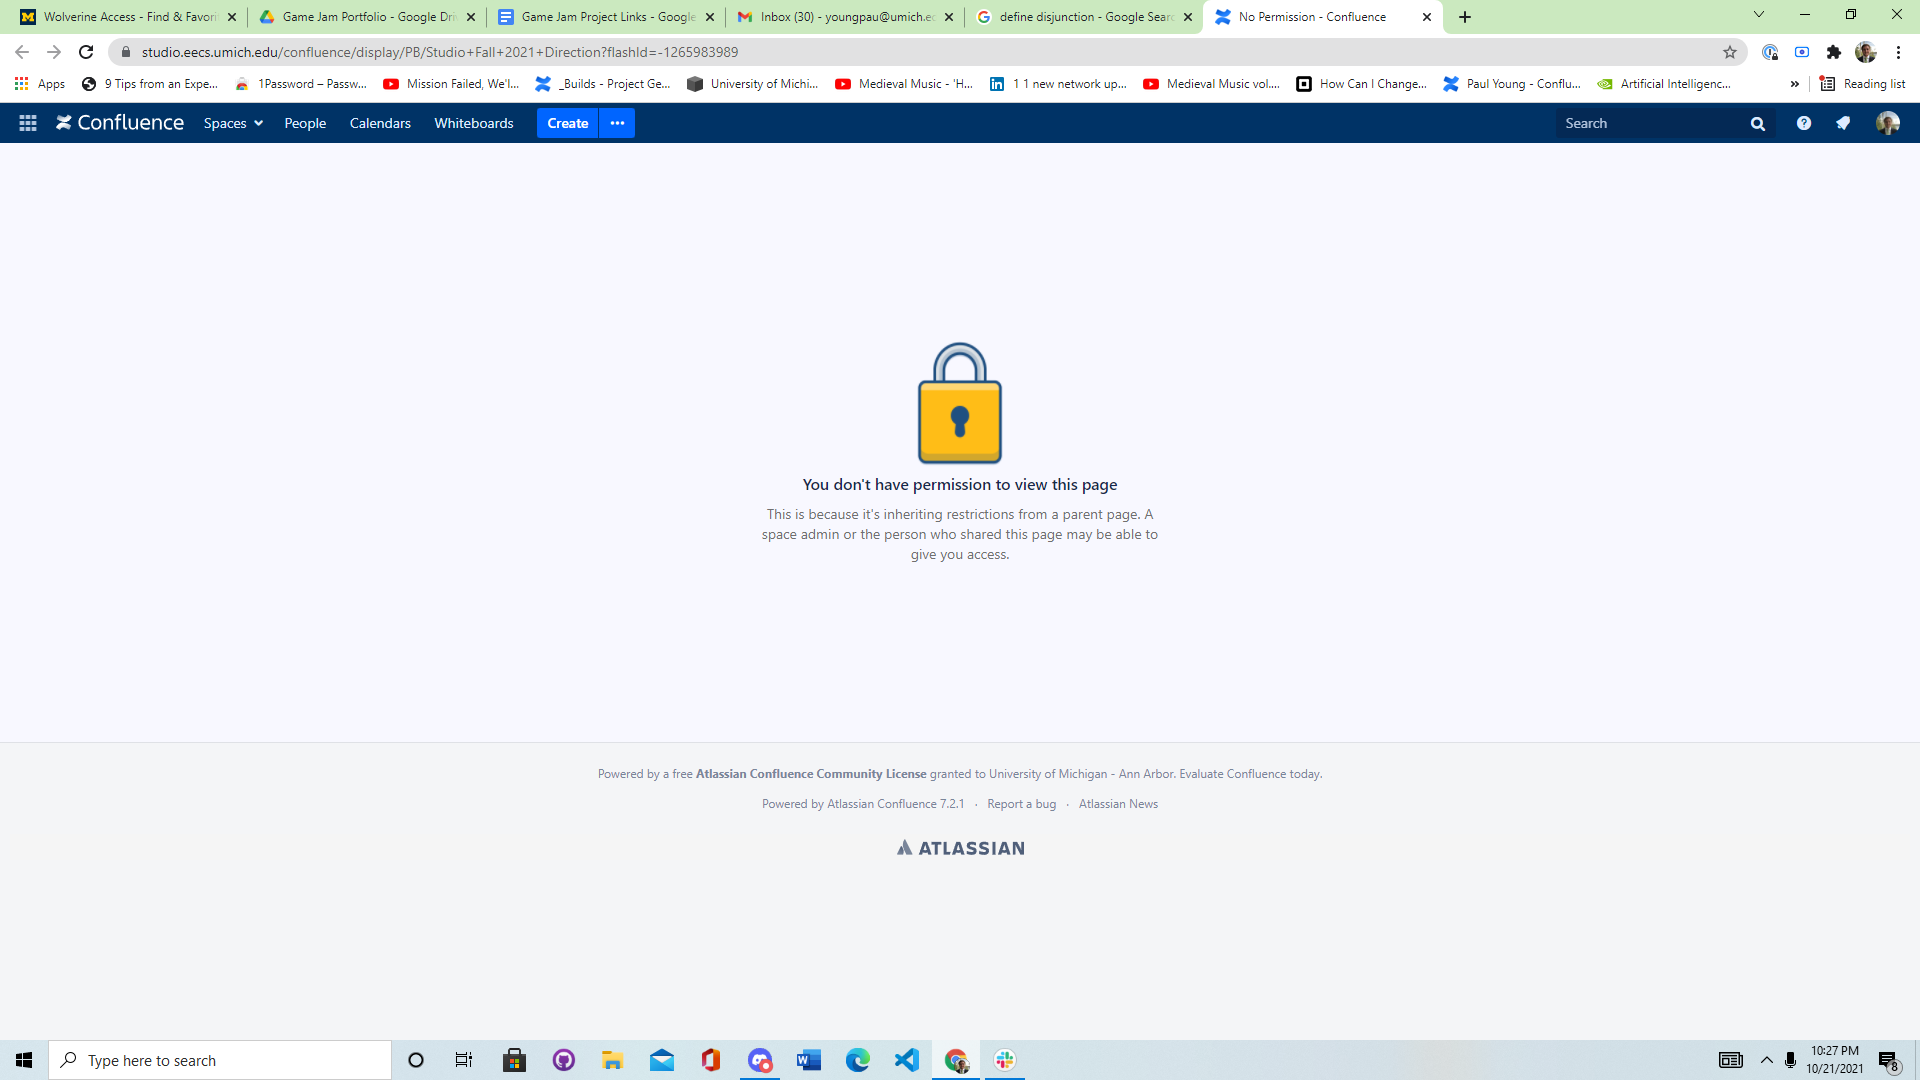 Wolverine Access - Find & Favori
Game Jam Portfolio - Google Dri
Game Jam Project Links - Google
Inbox (30) - youngpau@umich.ed
define disjunction - Google Searc
No Permission - Confluence
studio.eecs.umich.edu/confluence/display/PB/Studio+Fall+2021+Direction?flashId=-1265983989
Apps
9 Tips from an Expe...
1Password – Passw...
Mission Failed, We'l...
_Builds - Project Ge...
University of Michi...
Medieval Music - 'H...
1 1 new network up...
Medieval Music vol....
How Can I Change...
Paul Young - Conflu...
Artificial Intelligenc...
»
Reading list
Confluence
Spaces
People
Calendars
Whiteboards
Create
Search
You don't have permission to view this page
This is because it's inheriting restrictions from a parent page. A
space admin or the person who shared this page may be able to
give you access.
Powered by a free Atlassian Confluence Community License granted to University of Michigan - Ann Arbor. Evaluate Confluence today.
Powered by Atlassian Confluence 7.2.1 · Report a bug · Atlassian News
ATLASSIAN
Type here to search
10:27 PM
10/21/2021
8